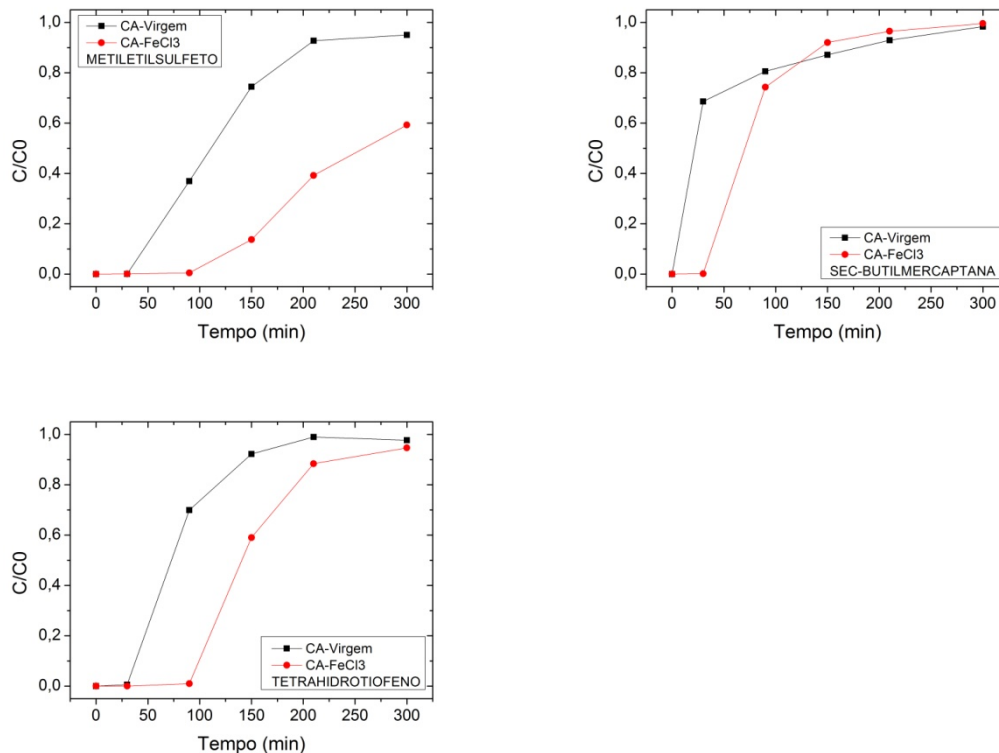 1,0
0,8
0,6
0,4
0,2
0,0
C/C0
CA-Virgem
CA-FeCl3
METILETILSULFETO
0 50 100 150 200 250 300
Tempo (min)
1,0
0,8
0,6
0,4
0,2
0,0
C/C0
CA-Virgem
CA-FeCl3
SEC-BUTILMERCAPTANA
0 50 100 150 200 250 300
Tempo (min)
1,0
0,8
0,6
0,4
0,2
0,0
C/C0
CA-Virgem
CA-FeCl3
TETRAHIDROTIOFENO
0 50 100 150 200 250 300
Tempo (min)